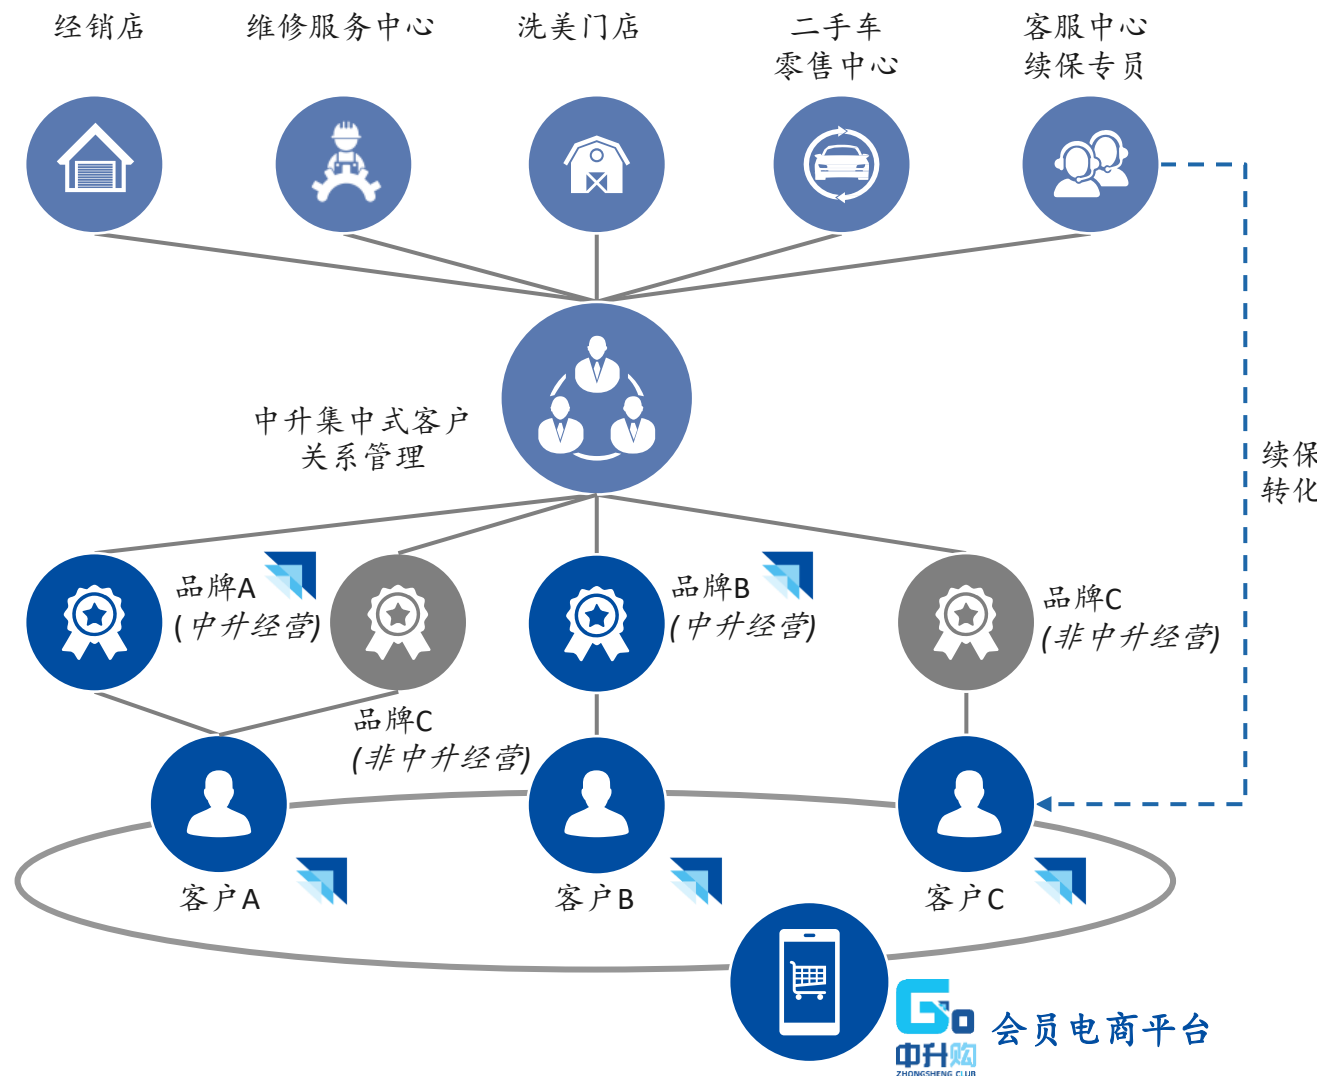 经销店
维修服务中心
洗美门店
二手车
零售中心
客服中心
续保专员
中升集中式客户
关系管理
续保
转化
品牌A
(中升经营)
品牌C
(非中升经营)
品牌B
(中升经营)
品牌C
(非中升经营)
客户A
客户B
客户C
Go
中升购
ZHONGSHENG CLUB
会员电商平台